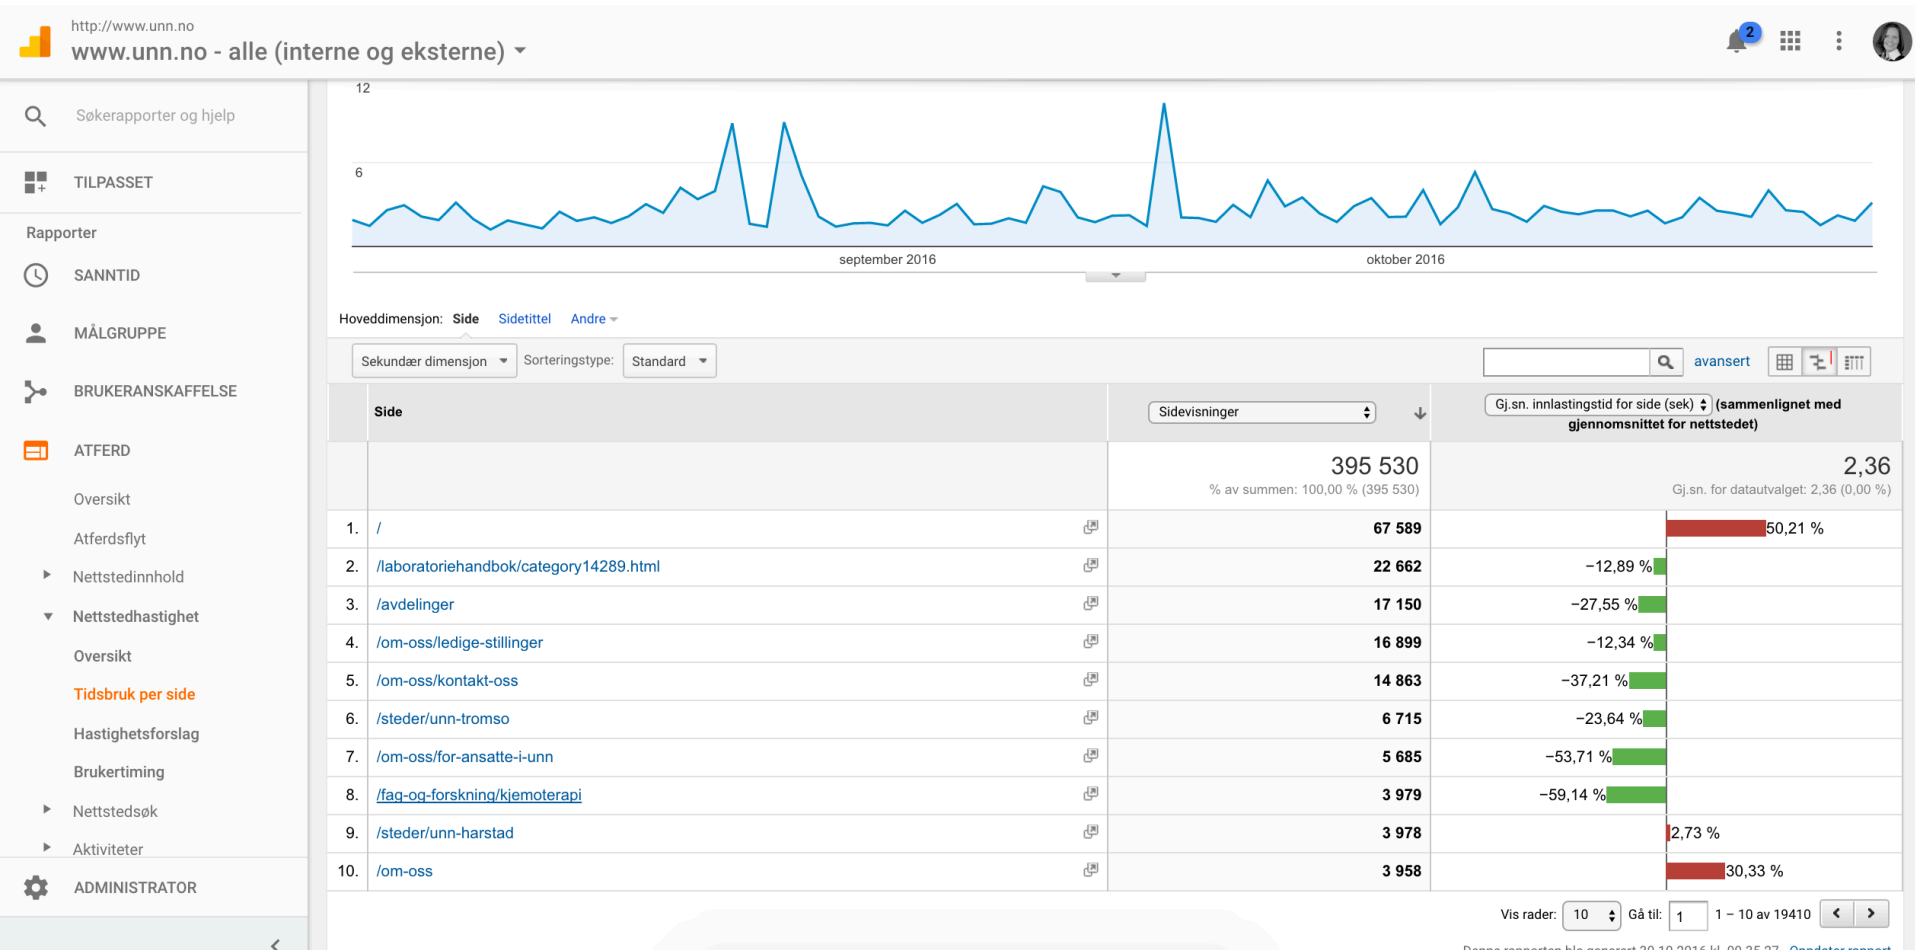 http://www.unn.no
www.unn.no - alle (interne og eksterne)
2
Søkerapporter og hjelp
TILPASSET
Rapporter
SANNTID
MÅLGRUPPE
BRUKERANSKAFFELSE
ATFERD
Oversikt
Atferdsflyt
Nettstedinnhold
Nettstedhastighet
Oversikt
Tidsbruk per side
Hastighetsforslag
Brukertiming
Nettstedsøk
Aktiviteter
ADMINISTRATOR
12
6
september 2016 oktober 2016
Hoveddimensjon: Side Sidetittel Andre
Sekundær dimensjon Sorteringstype: Standard avansert
Side Sidevisninger Gj.sn. innlastingstid for side (sek) (sammenlignet med
gjennomsnittet for nettstedet)
395 530 2,36
% av summen: 100,00 % (395 530) Gj.sn. for datautvalget: 2,36 (0,00 %)
1. / 67 589 50,21 %
2. /laboratoriehandbok/category14289.html 22 662 −12,89 %
3. /avdelinger 17 150 −27,55 %
4. /om-oss/ledige-stillinger 16 899 −12,34 %
5. /om-oss/kontakt-oss 14 863 −37,21 %
6. /steder/unn-tromso 6 715 −23,64 %
7. /om-oss/for-ansatte-i-unn 5 685 −53,71 %
8. /fag-og-forskning/kjemoterapi 3 979 −59,14 %
9. /steder/unn-harstad 3 978 2,73 %
10. /om-oss 3 958 30,33 %
Vis rader: 10 Gå til: 1 1 – 10 av 19410